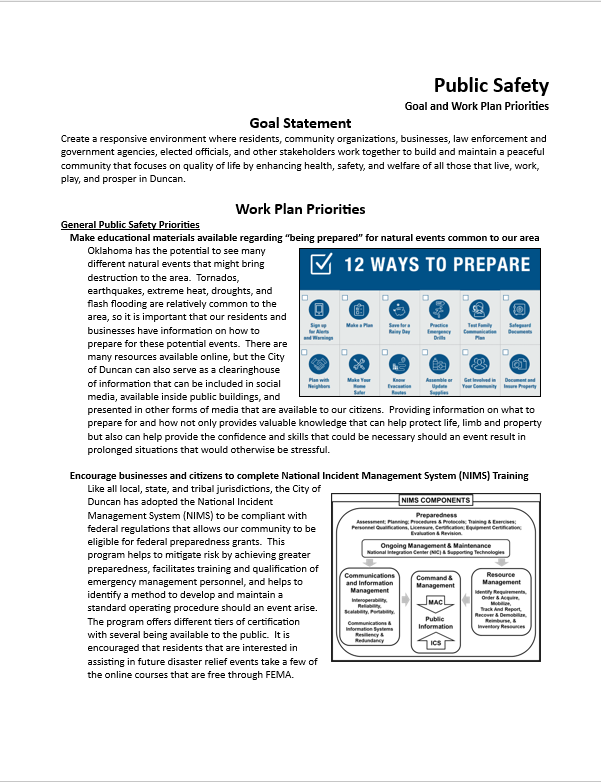 Public Safety
Goal and Work Plan Priorities
Goal Statement
Create a responsive environment where residents, community organizations, businesses, law enforcement and
government agencies, elected officials, and other stakeholders work together to build and maintain a peaceful
community that focuses on quality of life by enhancing health, safety, and welfare of all those that live, work,
play, and prosper in Duncan.
Work Plan Priorities
General Public Safety Priorities
Make educational materials available regarding “being prepared” for natural events common to our area
Oklahoma has the potential to see many
different natural events that might bring
destruction to the area. Tornados,
earthquakes, extreme heat, droughts, and
flash flooding are relatively common to the
area, so it is important that our residents and
businesses have information on how to
prepare for these potential events. There are
many resources available online, but the City
of Duncan can also serve as a clearinghouse
of information that can be included in social
media, available inside public buildings, and
presented in other forms of media that are available to our citizens. Providing information on what to
prepare for and how not only provides valuable knowledge that can help protect life, limb and property
but also can help provide the confidence and skills that could be necessary should an event result in
prolonged situations that would otherwise be stressful.
12 WAYS TO PREPARE
Sign up
for Alerts
and Warnings
Make a Plan
Save for a
Rainy Day
Practice
Emergency
Drills
Test Family
Communication
Plan
Safeguard
Documents
Plan with
Neighbors
Make Your
Home
Safer
Know
Evacuation
Routes
Assemble or
Update
Supplies
Get Involved in
Your Community
Document and
Insure Property
Encourage businesses and citizens to complete National Incident Management System (NIMS) Training
Like all local, state, and tribal jurisdictions, the City of
Duncan has adopted the National Incident
Management System (NIMS) to be compliant with
federal regulations that allows our community to be
eligible for federal preparedness grants. This
program helps to mitigate risk by achieving greater
preparedness, facilitates training and qualification of
emergency management personnel, and helps to
identify a method to develop and maintain a
standard operating procedure should an event arise.
The program offers different tiers of certification
with several being available to the public. It is
encouraged that residents that are interested in
assisting in future disaster relief events take a few of
the online courses that are free through FEMA.
NIMS COMPONENTS
Preparedness
Assessment; Planning; Procedures & Protocols; Training & Exercises;
Personnel Qualifications, Licensure, Certification; Equipment Certification;
Evaluation & Revision.
Ongoing Management & Maintenance
National Integration Center (NIC) & Supporting Technologies
Communications
and Information
Management
Interoperability,
Reliability,
Scalability, Portability,
Communications &
Information Systems
Resiliency &
Redundancy
Command &
Management
MAC
Public
Information
ICS
Resource
Management
Identify Requirements,
Order & Acquire,
Mobilize,
Track And Report,
Recover & Demobilize,
Reimburse, &
Inventory Resources